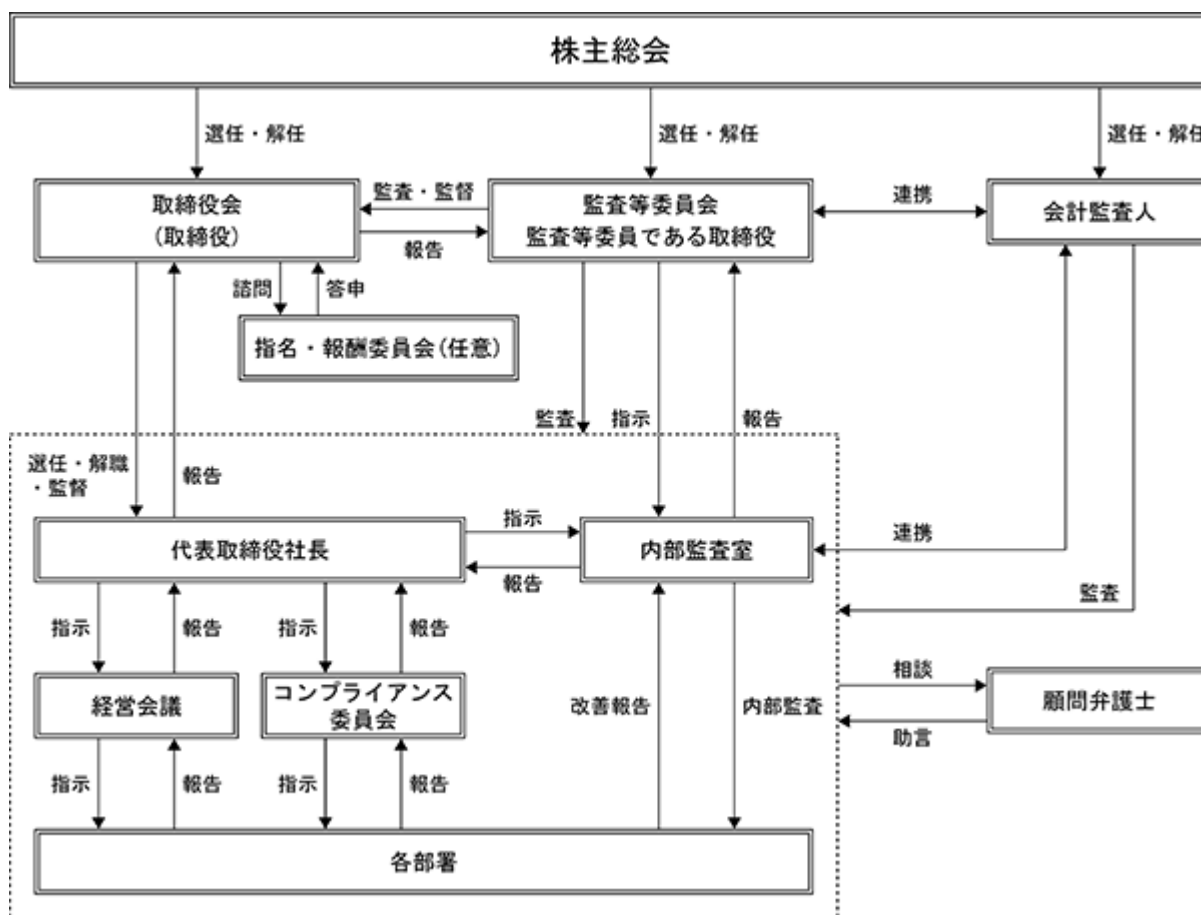 株主総会
選任・解任
選任・解任
選任・解任
取締役会
(取締役)
監査・監督
報告
監査等委員会
監査等委員である取締役
連携
会計監査人
諮問
答申
指名・報酬委員会(任意)
監査
指示
報告
選任・解職
・監督
報告
代表取締役社長
指示
報告
内部監査室
連携
監査
指示
報告
指示
報告
経営会議
コンプライアンス
委員会
改善報告
内部監査
相談
助言
顧問弁護士
指示
報告
指示
報告
各部署